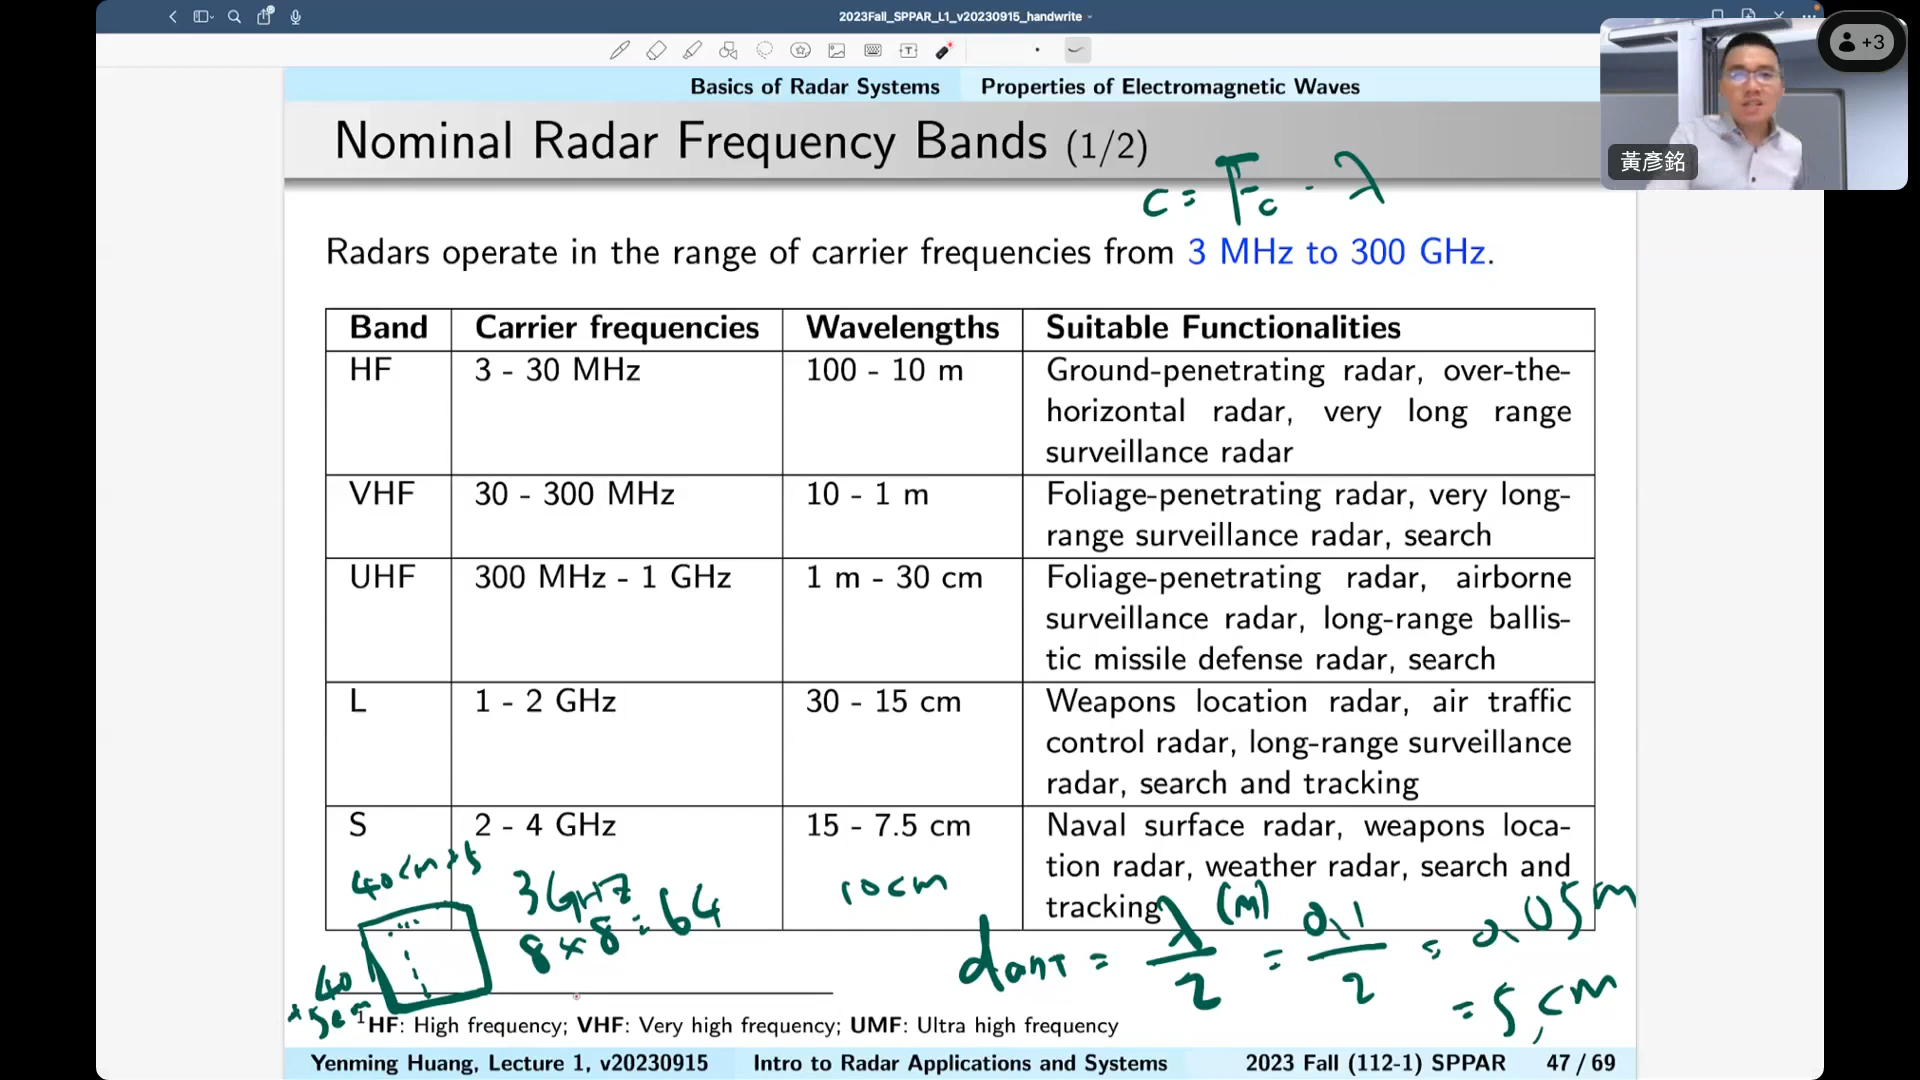 2023Fall_SPPAR_L1_v20230915_handwrite
+3
黃彥銘
Basics of Radar Systems Properties of Electromagnetic Waves
Nominal Radar Frequency Bands (1/2)
c = Fc · λ
Radars operate in the range of carrier frequencies from 3 MHz to 300 GHz.
Band Carrier frequencies Wavelengths Suitable Functionalities
HF 3 - 30 MHz 100 - 10 m Ground-penetrating radar, over-the-
horizontal radar, very long range
surveillance radar
VHF 30 - 300 MHz 10 - 1 m Foliage-penetrating radar, very long-
range surveillance radar, search
UHF 300 MHz - 1 GHz 1 m - 30 cm Foliage-penetrating radar, airborne
surveillance radar, long-range ballis-
tic missile defense radar, search
L 1 - 2 GHz 30 - 15 cm Weapons location radar, air traffic
control radar, long-range surveillance
radar, search and tracking
S 2 - 4 GHz 15 - 7.5 cm Naval surface radar, weapons loca-
tion radar, weather radar, search and
tracking
40cm
3 GHz
10cm
8 × 8 = 64
dant = λ/2 (m) = 0.1/2 = 0.05m
= 5 cm
40
1HF: High frequency; VHF: Very high frequency; UMF: Ultra high frequency
Yenming Huang, Lecture 1, v20230915 Intro to Radar Applications and Systems 2023 Fall (112-1) SPPAR 47 / 69